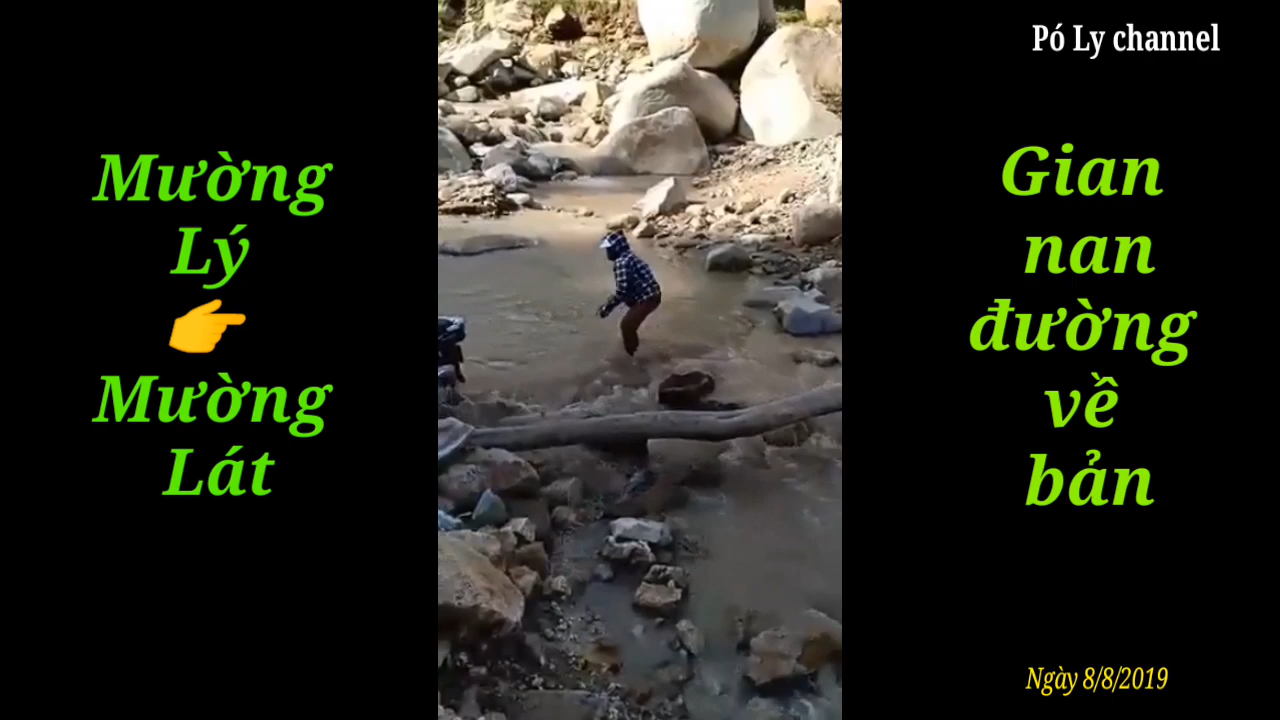 Mường
Lý
👉
Mường
Lát
Pó Ly channel
Gian
nan
đường
về
bản
Ngày 8/8/2019